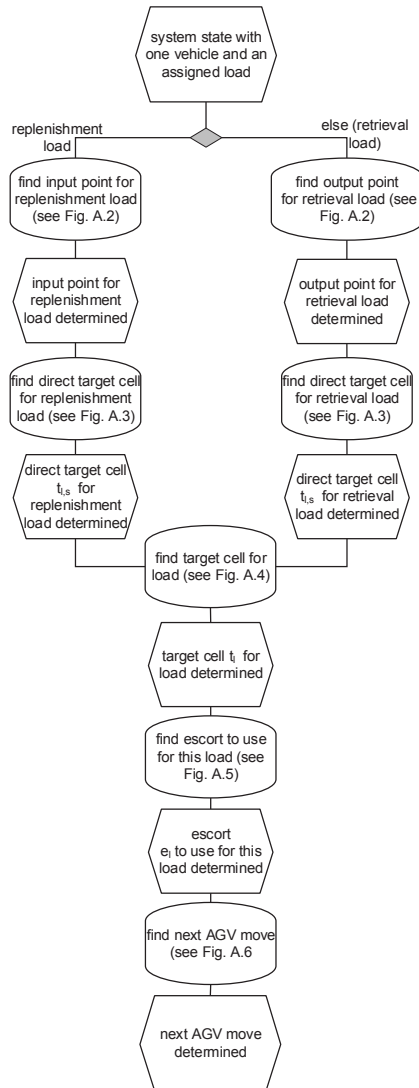 system state with
one vehicle and an
assigned load
replenishment
load
else (retrieval
load)
find input point for
replenishment load
(see Fig. A.2)
find output point
for retrieval load (see
Fig. A.2)
input point for
replenishment
load determined
output point for
retrieval load
determined
find direct target cell
for replenishment
load (see Fig. A.3)
find direct target cell
for retrieval load
(see Fig. A.3)
direct target cell
tl,s for
replenishment
load determined
direct target cell
tl,s for retrieval
load determined
find target cell for
load (see Fig. A.4)
target cell tl for
load determined
find escort to use
for this load (see
Fig. A.5)
escort
el to use for this
load determined
find next AGV move
(see Fig. A.6
next AGV move
determined